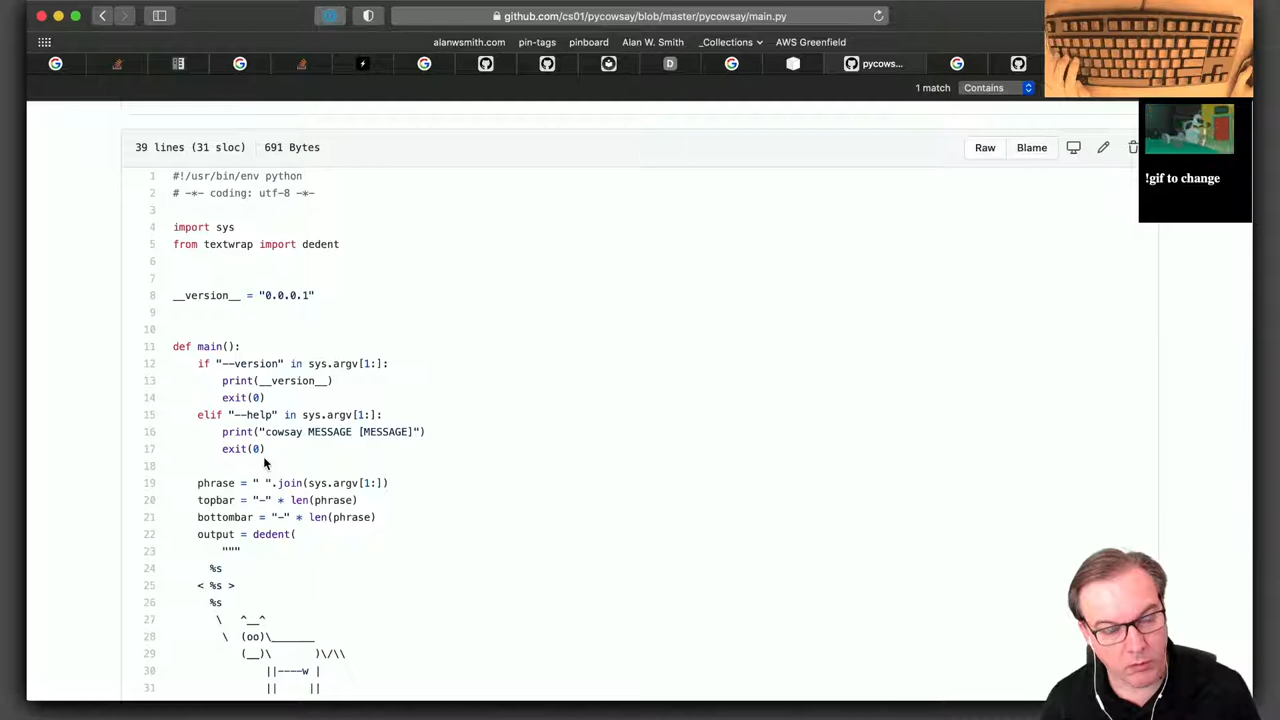 github.com/cs01/pycowsay/blob/master/pycowsay/main.py
alanwsmith.com pin-tags pinboard Alan W. Smith _Collections AWS Greenfield
pycows...
1 match Contains
39 lines (31 sloc) 691 Bytes Raw Blame
!gif to change
1 #!/usr/bin/env python
2 # -*- coding: utf-8 -*-
3
4 import sys
5 from textwrap import dedent
6
7
8 __version__ = "0.0.0.1"
9
10
11 def main():
12 if "--version" in sys.argv[1:]:
13 print(__version__)
14 exit(0)
15 elif "--help" in sys.argv[1:]:
16 print("cowsay MESSAGE [MESSAGE]")
17 exit(0)
18
19 phrase = " ".join(sys.argv[1:])
20 topbar = "-" * len(phrase)
21 bottombar = "-" * len(phrase)
22 output = dedent(
23 """
24 %s
25 < %s >
26 %s
27 \ ^__^
28 \ (oo)\_______
29 (__)\ )\/\\
30 ||----w |
31 || ||